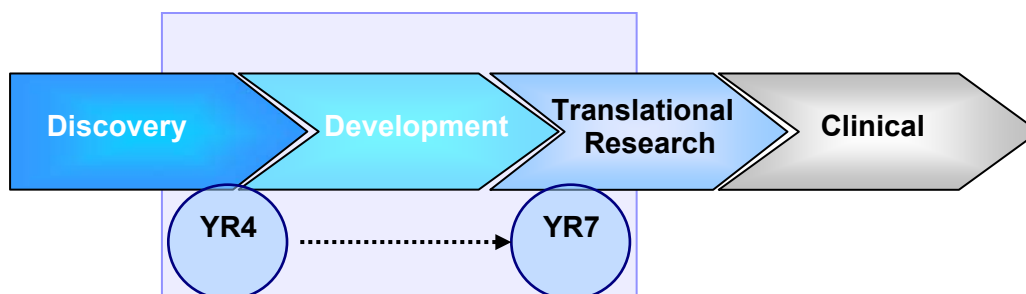 Discovery
Development
Translational
Research
Clinical
YR4
YR7